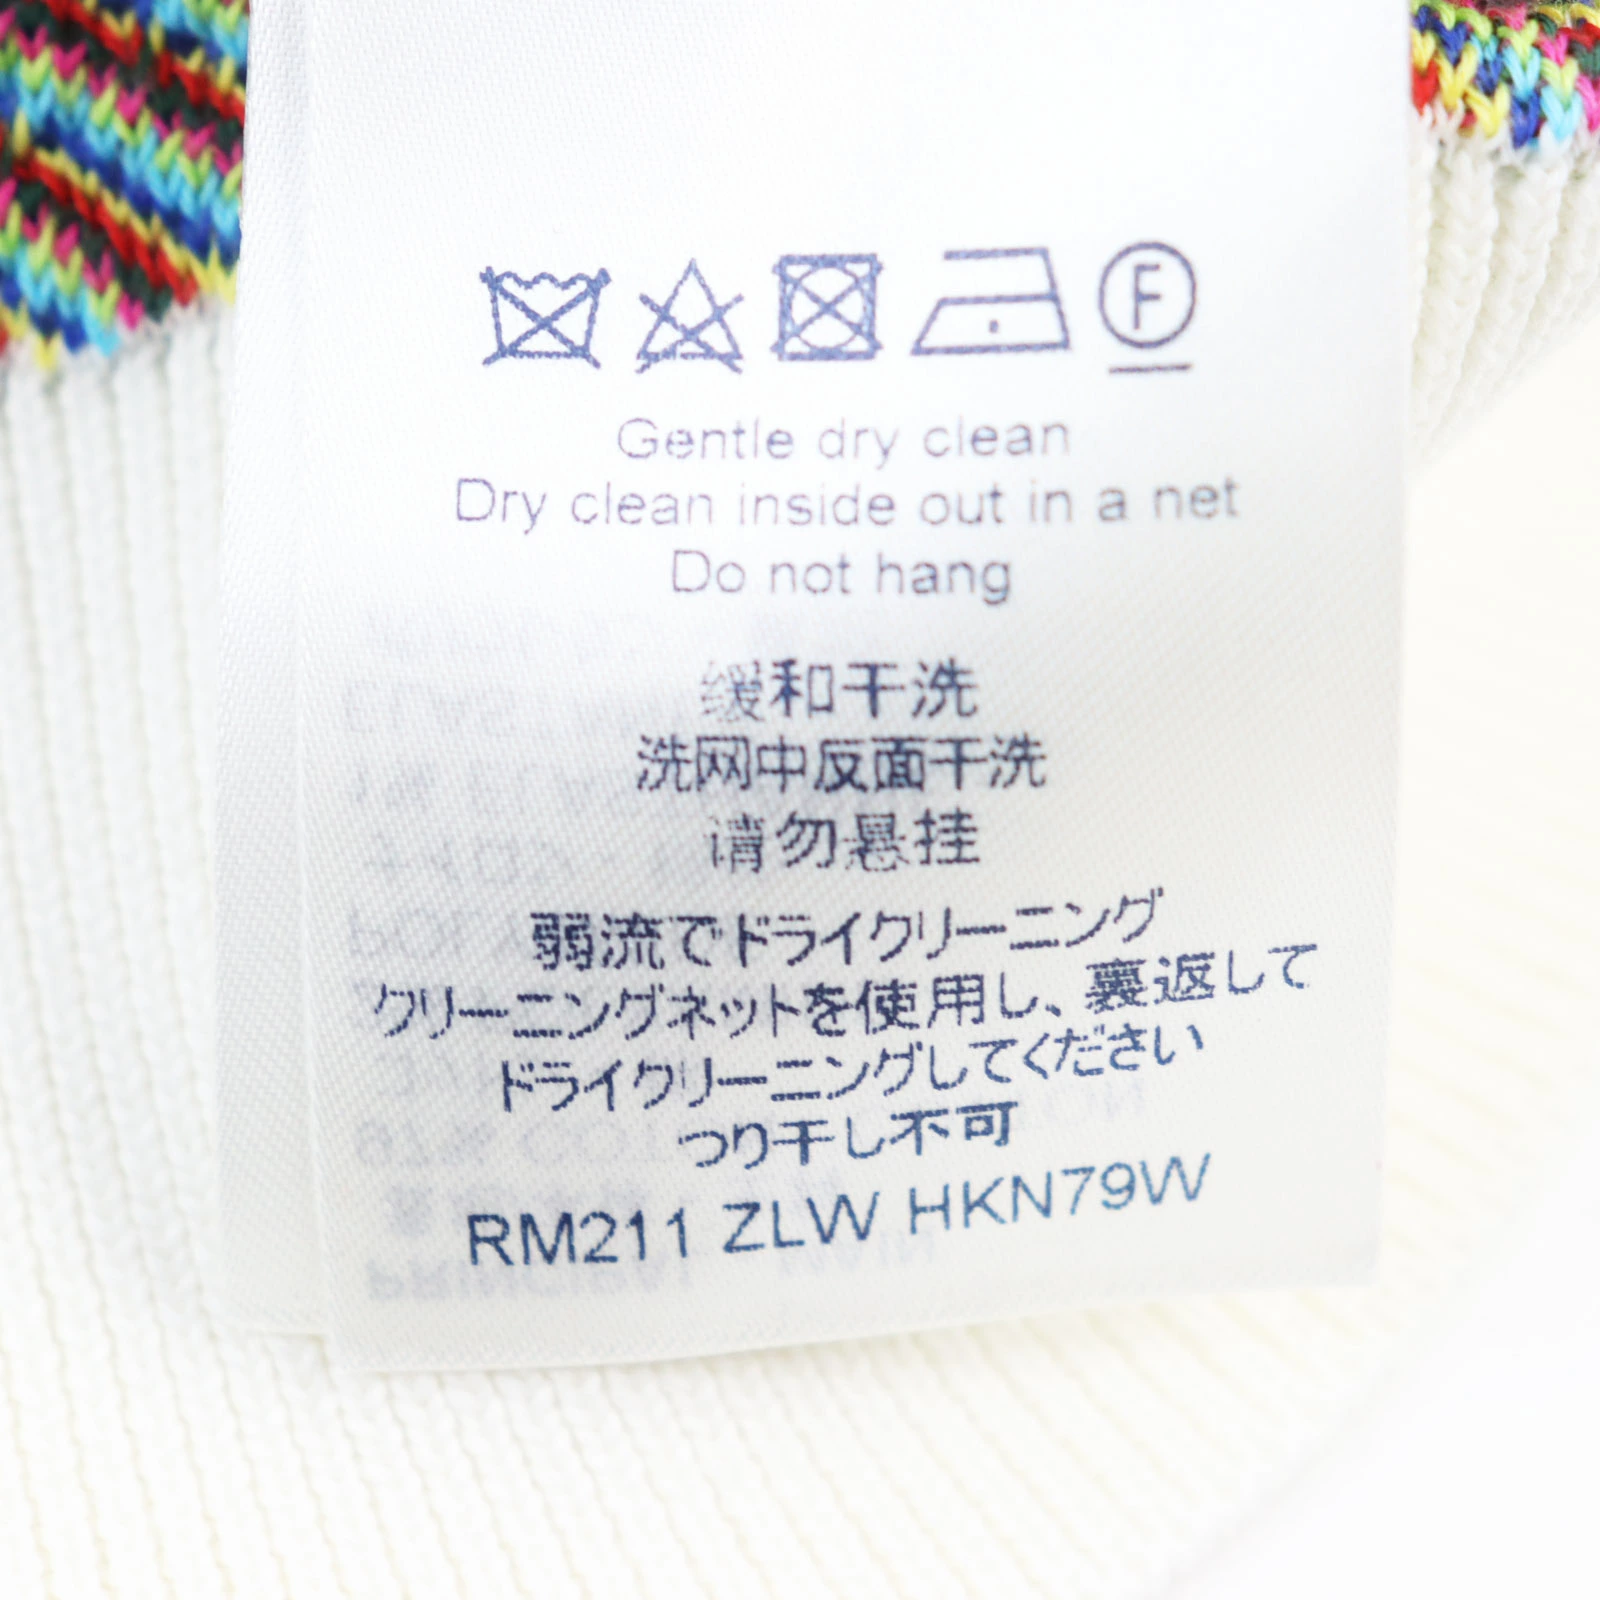 F
Gentle dry clean
Dry clean inside out in a net
Do not hang
缓和干洗
洗网中反面干洗
请勿悬挂
弱流でドライクリーニング
クリーニングネットを使用し、裏返して
ドライクリーニングしてください
つり干し不可
RM211 ZLW HKN79W